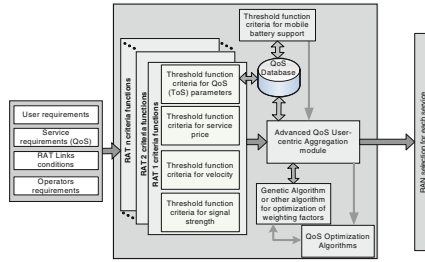 User requirements
Service
requirements (QoS)
RAT Links
conditions
Operators
requirements
RAT n criteria functions
RAT 2 criteria functions
RAT 1 criteria functions
Threshold function
criteria for QoS
(ToS) parameters
Threshold function
criteria for service
price
Threshold function
criteria for velocity
Threshold function
criteria for signal
strength
Threshold function
criteria for mobile
battery support
QoS
Database
Advanced QoS User-
centric Aggregation
module
Genetic Algorithm
or other algorithm
for optimization of
weighting factors
QoS Optimization
Algorithms
RAN selection for each service